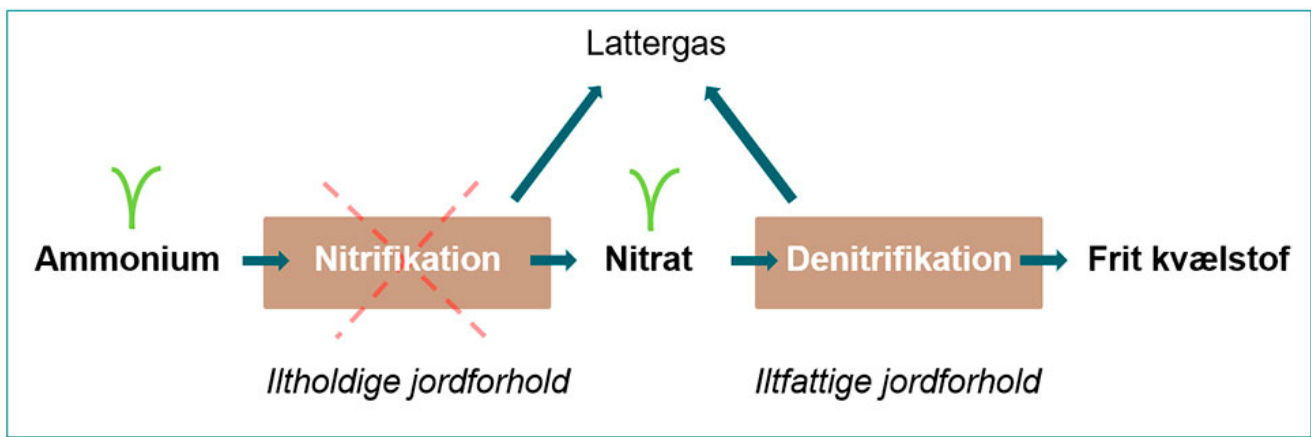 Lattergas
Ammonium
Nitrifikation
Nitrat
Denitrifikation
Frit kvælstof
Iltholdige jordforhold
Iltfattige jordforhold